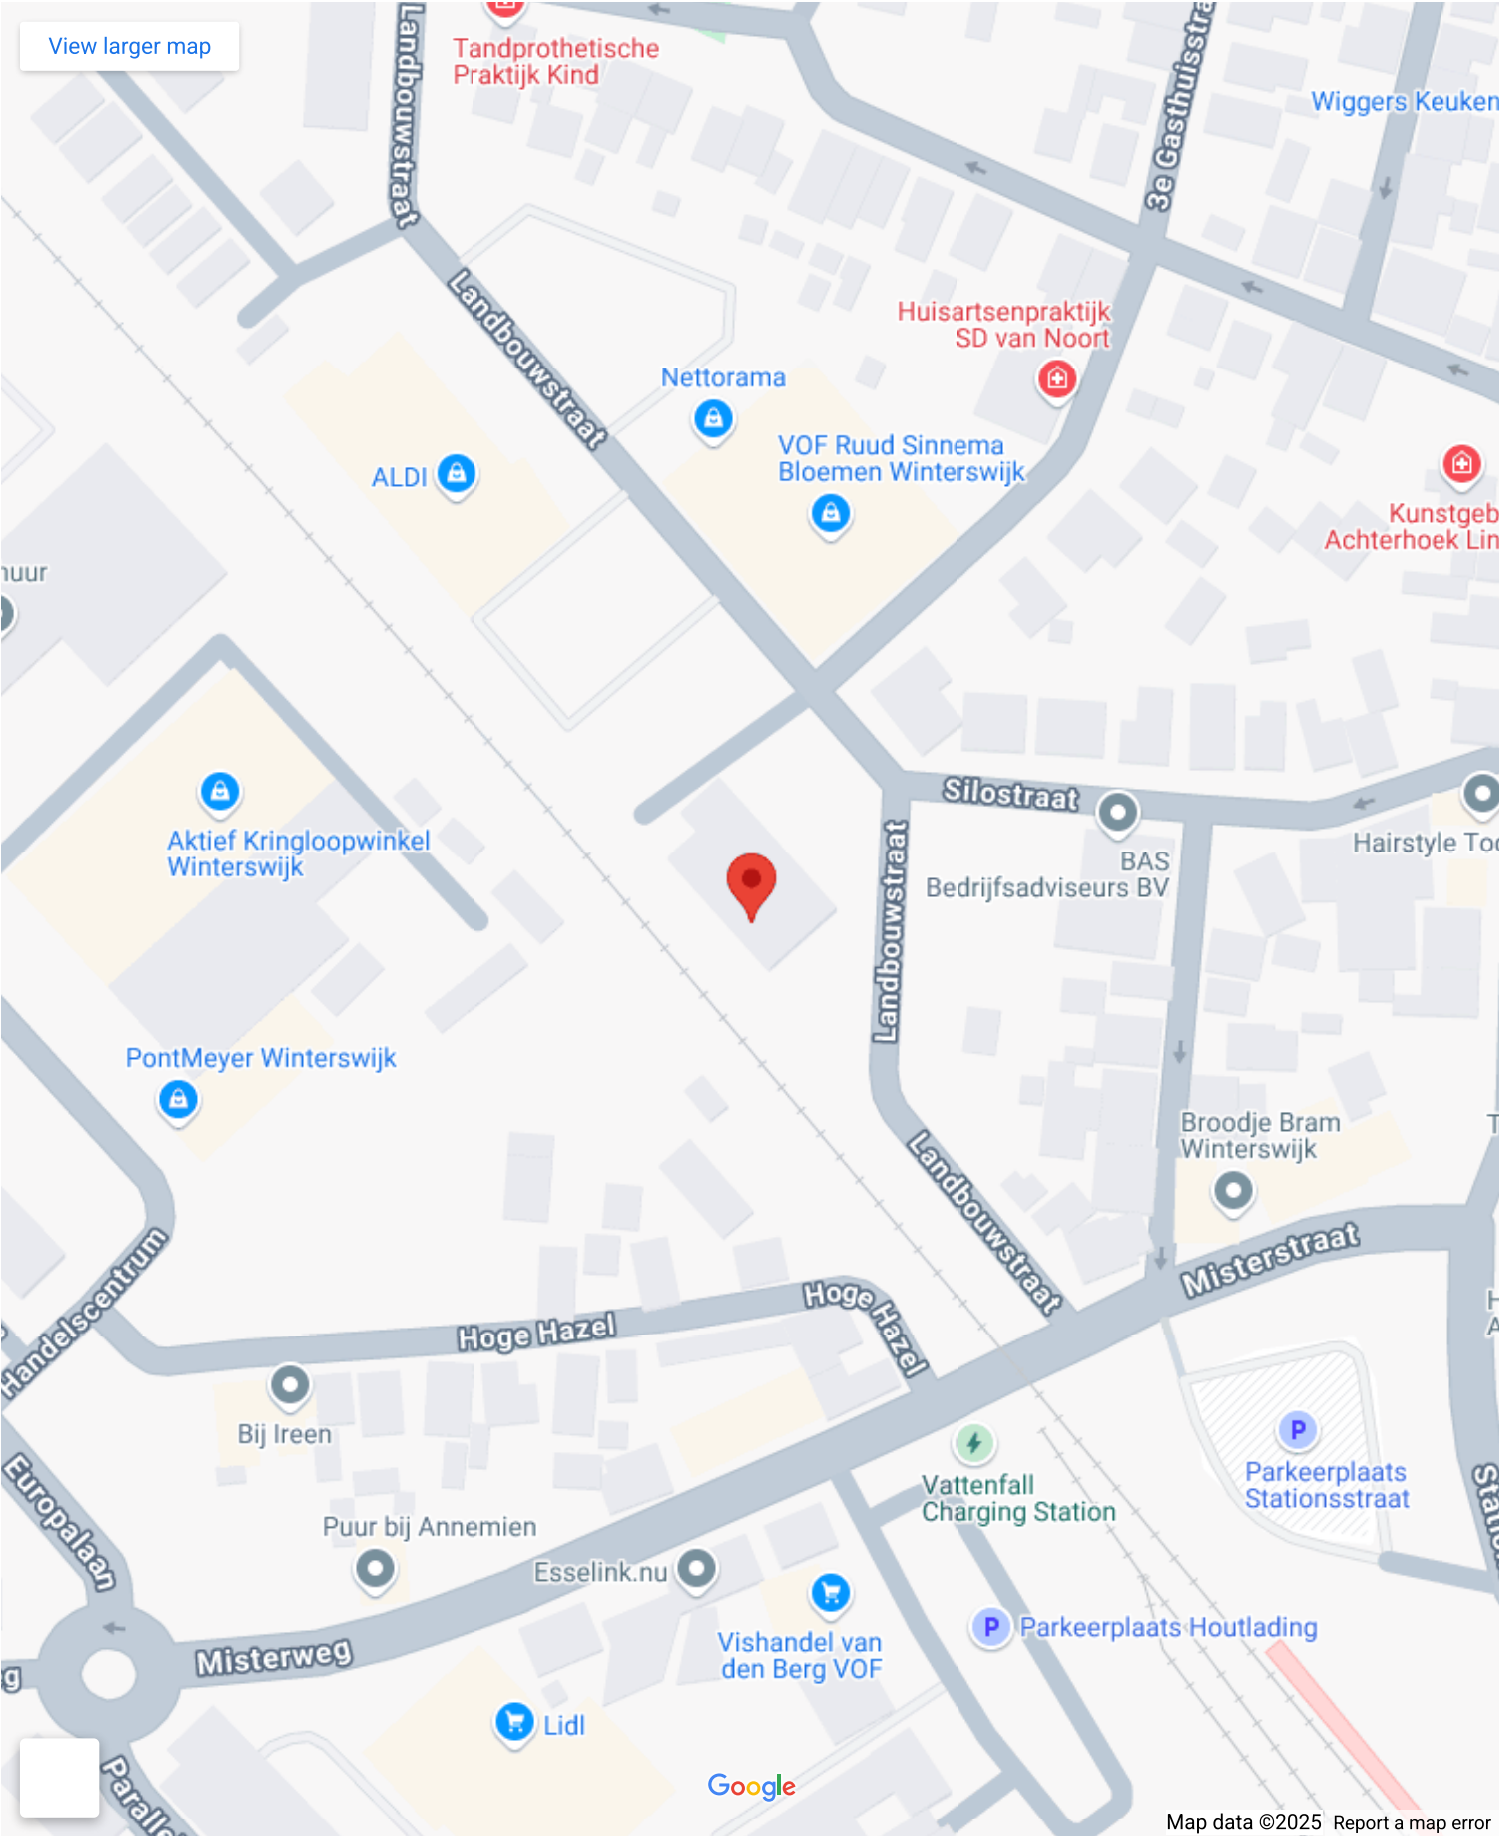 View larger map
Tandprothetische
Praktijk Kind
Landbouwstraat
3e Gasthuisstra
Wiggers Keuken
Landbouwstraat
Huisartsenpraktijk
SD van Noort
Nettorama
VOF Ruud Sinnema
Bloemen Winterswijk
ALDI
Kunstgeb
Achterhoek Lin
huur
Silostraat
Aktief Kringloopwinkel
Winterswijk
Landbouwstraat
BAS
Bedrijfsadviseurs BV
Hairstyle Too
PontMeyer Winterswijk
Broodje Bram
Winterswijk
T
Landbouwstraat
Misterstraat
Handelscentrum
Hoge Hazel
Hoge Hazel
H
A
Bij Ireen
Europalaan
Vattenfall
Charging Station
P
Parkeerplaats
Stationsstraat
Statio
Puur bij Annemien
Esselink.nu
P Parkeerplaats Houtlading
Vishandel van
den Berg VOF
Misterweg
g
Lidl
Paralle
Google
Map data ©2025 Report a map error